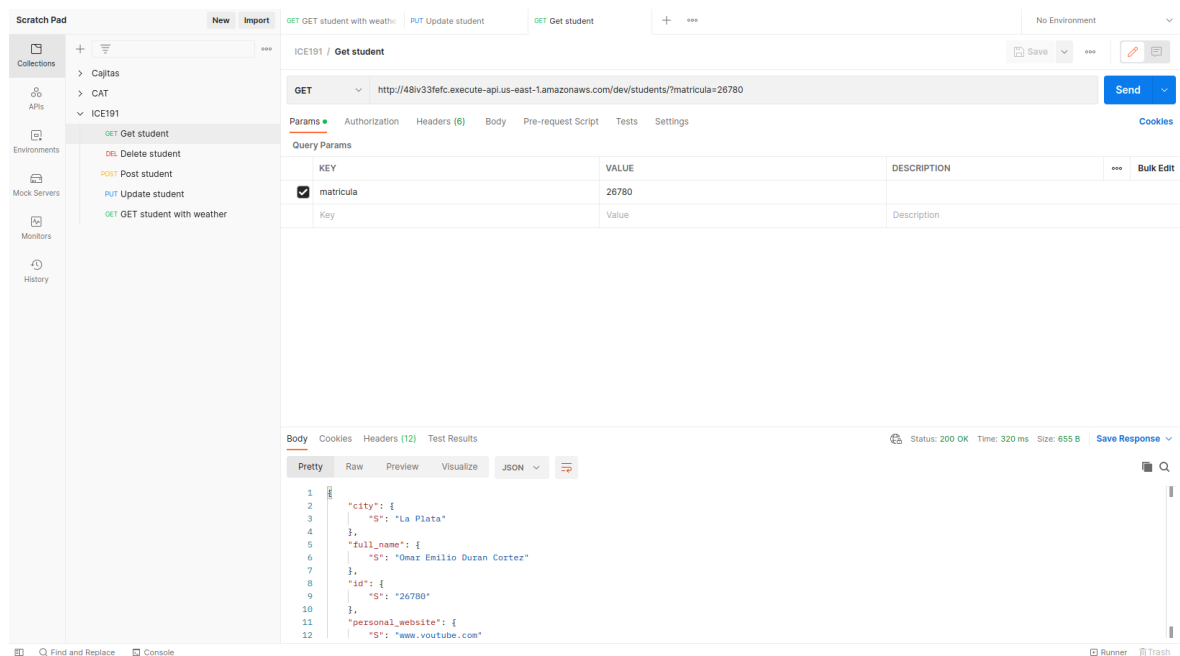 Scratch Pad New Import GET GET student with weathe PUT Update student GET Get student No Environment
Collections
APIs
Environments
Mock Servers
Monitors
History
Cajitas
CAT
ICE191
GET Get student
DEL Delete student
POST Post student
PUT Update student
GET GET student with weather
ICE191 / Get student Save
GET http://48iv33fefc.execute-api.us-east-1.amazonaws.com/dev/students/?matricula=26780 Send
Params Authorization Headers (6) Body Pre-request Script Tests Settings Cookies
Query Params
KEY VALUE DESCRIPTION Bulk Edit
matricula 26780
Key Value Description
Body Cookies Headers (12) Test Results Status: 200 OK Time: 320 ms Size: 655 B Save Response
Pretty Raw Preview Visualize JSON
1 {
2 "city": {
3 "S": "La Plata"
4 },
5 "full_name": {
6 "S": "Omar Emilio Duran Cortez"
7 },
8 "id": {
9 "S": "26780"
10 },
11 "personal_website": {
12 "S": "www.youtube.com"
Find and Replace Console Runner Trash